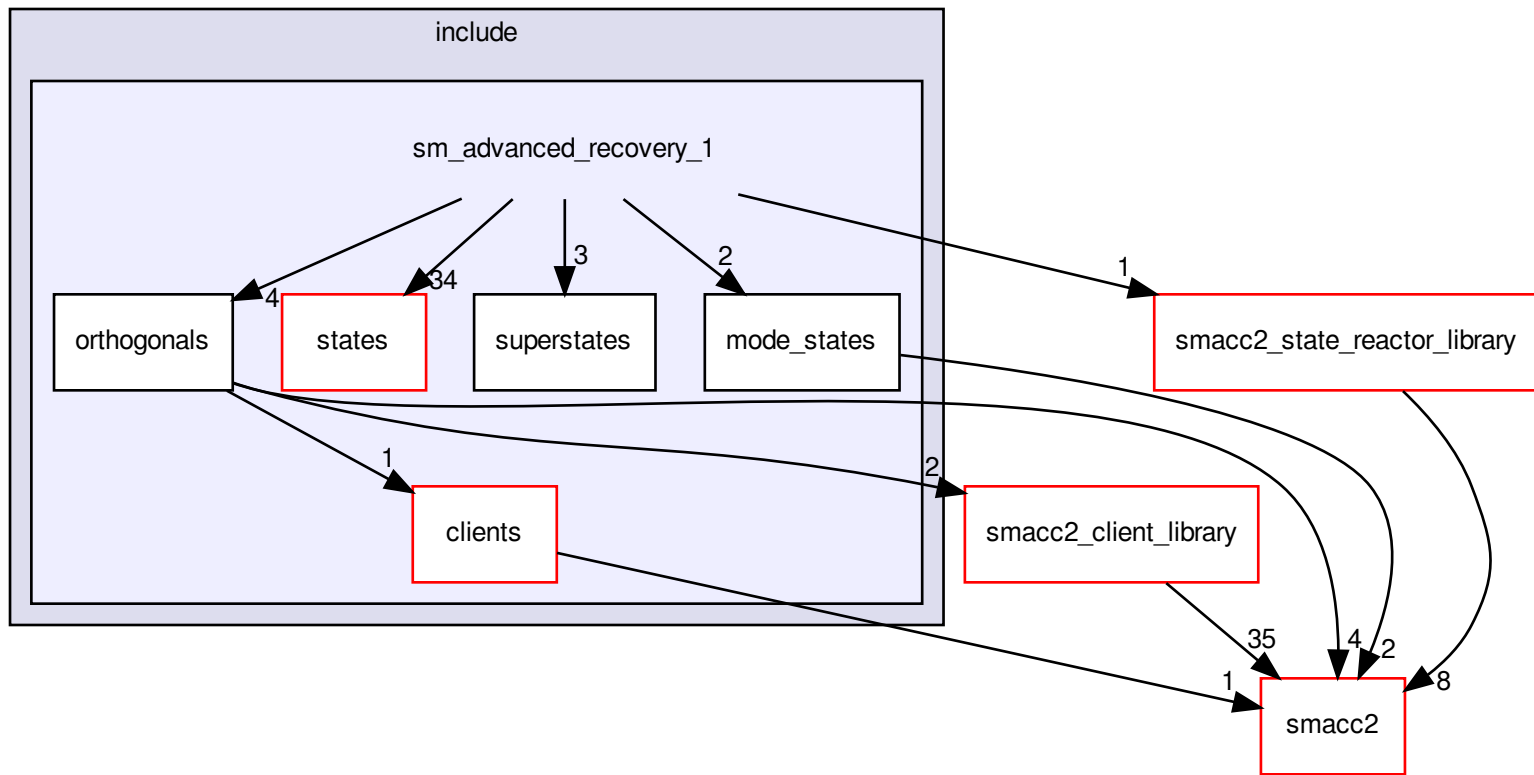 include
sm_advanced_recovery_1
4
34
3
2
1
orthogonals
states
superstates
mode_states
smacc2_state_reactor_library
1
2
clients
smacc2_client_library
35
4
2
1
8
smacc2